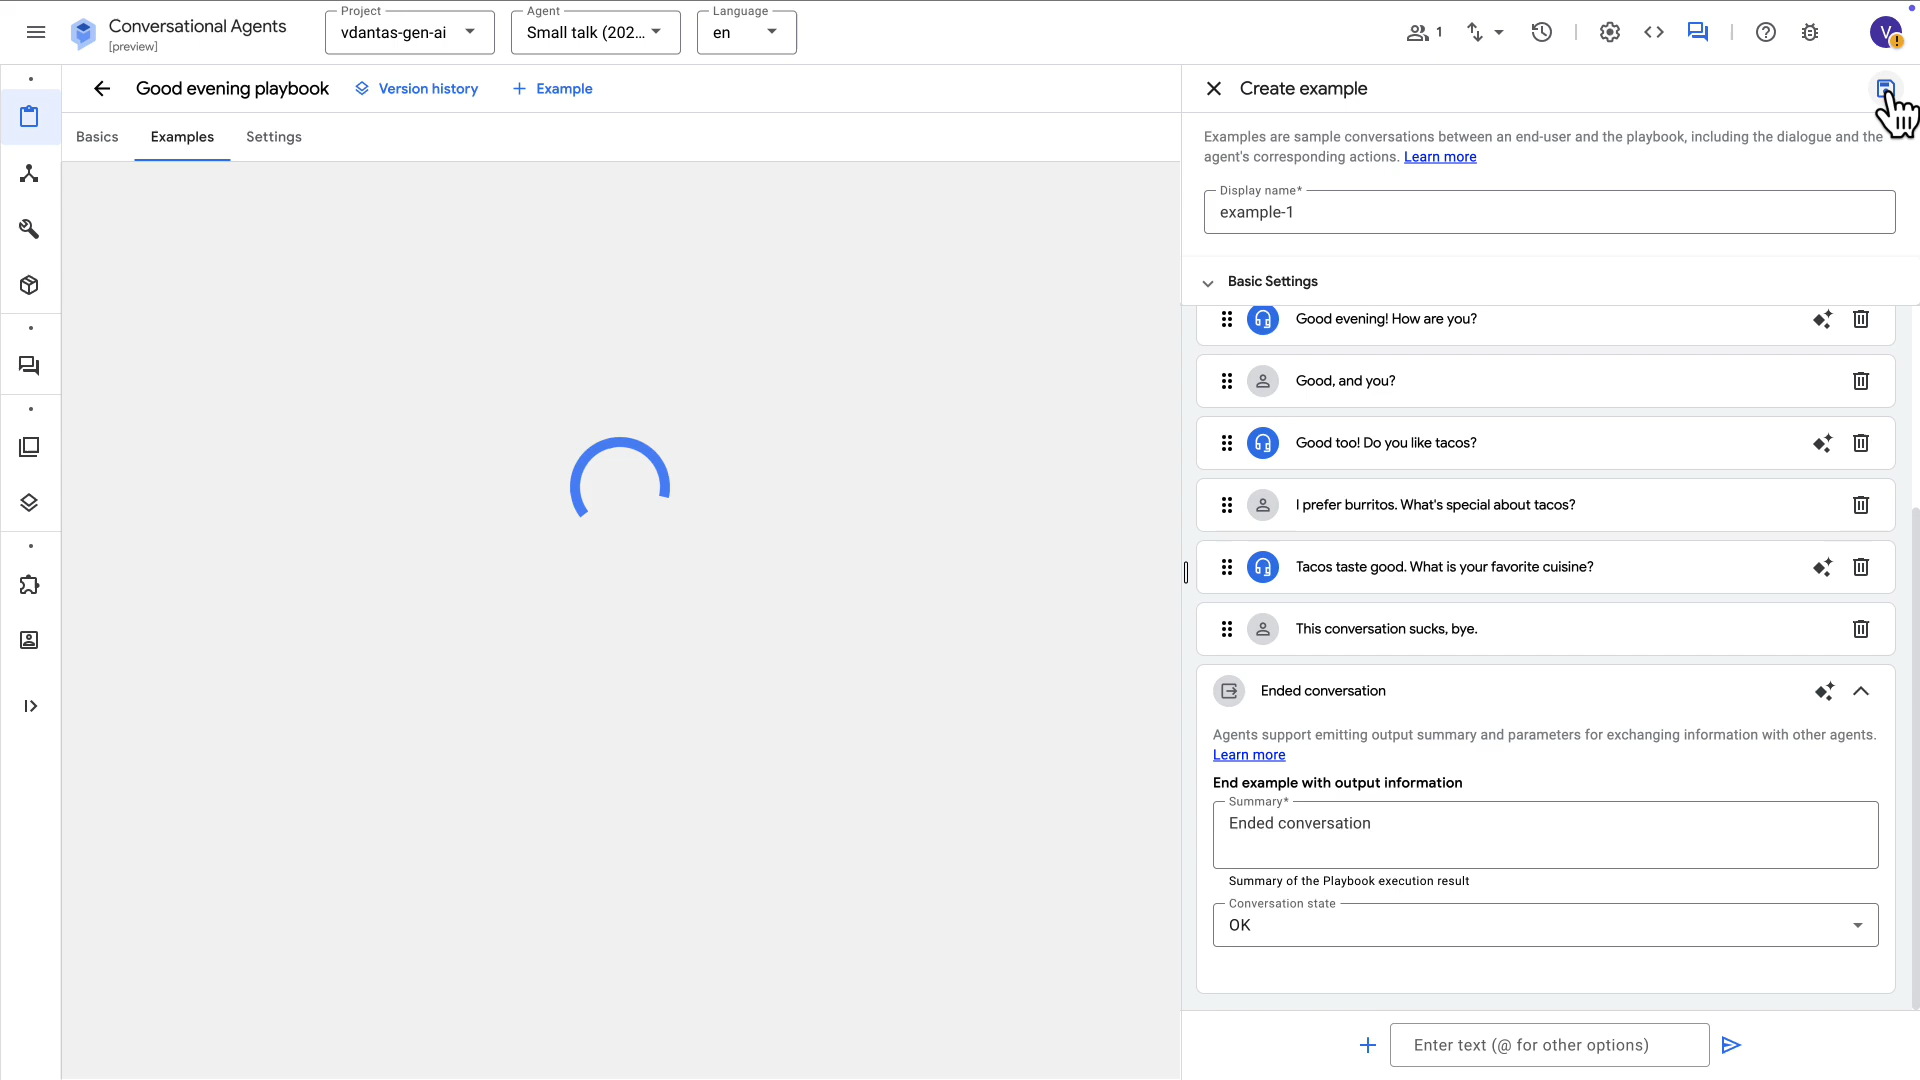 Conversational Agents
[preview]
Project
vdantas-gen-ai
Agent
Small talk (202...
Language
en
1
V
Good evening playbook
Version history
Example
Basics
Examples
Settings
Create example
Examples are sample conversations between an end-user and the playbook, including the dialogue and the
agent's corresponding actions. Learn more
Display name*
example-1
Basic Settings
Good evening! How are you?
Good, and you?
Good too! Do you like tacos?
I prefer burritos. What's special about tacos?
Tacos taste good. What is your favorite cuisine?
This conversation sucks, bye.
Ended conversation
Agents support emitting output summary and parameters for exchanging information with other agents.
Learn more
End example with output information
Summary*
Ended conversation
Summary of the Playbook execution result
Conversation state
OK
Enter text (@ for other options)